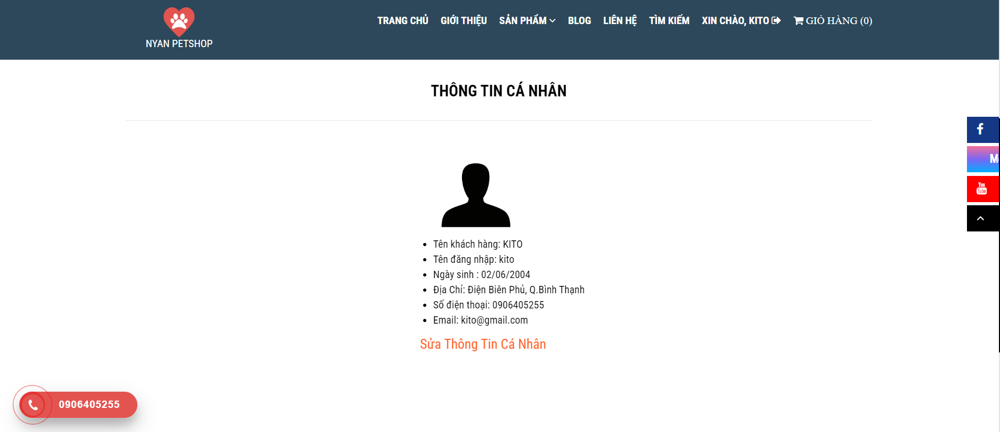 NYAN PETSHOP
TRANG CHỦ GIỚI THIỆU SẢN PHẨM BLOG LIÊN HỆ TÌM KIẾM XIN CHÀO, KITO GIỎ HÀNG (0)
THÔNG TIN CÁ NHÂN
You
Tube
Tên khách hàng: KITO
Tên đăng nhập: kito
Ngày sinh : 02/06/2004
Địa Chỉ: Điện Biên Phủ, Q.Bình Thạnh
Số điện thoại: 0906405255
Email: kito@gmail.com
Sửa Thông Tin Cá Nhân
0906405255